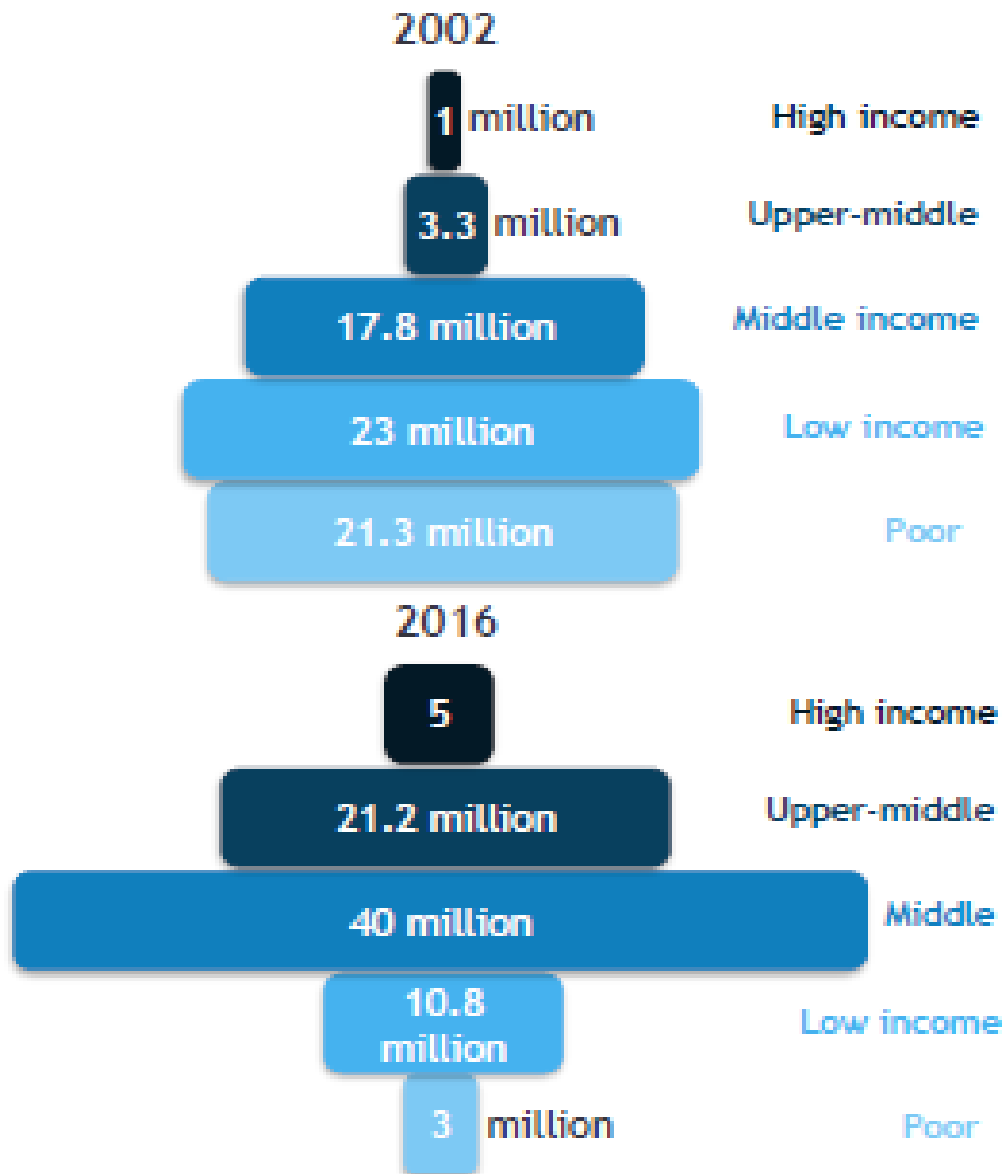 2002
1 million High income
3.3 million Upper-middle
17.8 million Middle income
23 million Low income
21.3 million Poor
2016
5 High income
21.2 million Upper-middle
40 million Middle
10.8
million Low income
3 million Poor